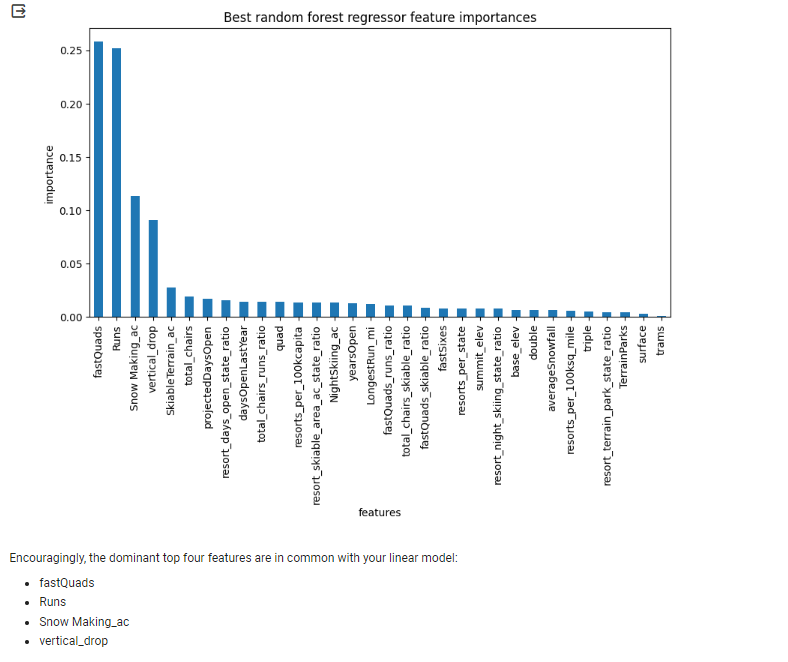 Best random forest regressor feature importances
0.25
0.20
0.15
0.10
0.05
0.00
importance
fastQuads
Runs
Snow Making_ac
vertical_drop
SkiableTerrain_ac
total_chairs
projectedDaysOpen
resort_days_open_state_ratio
daysOpenLastYear
total_chairs_runs_ratio
quad
resorts_per_100kcapita
resort_skiable_area_ac_state_ratio
NightSkiing_ac
yearsOpen
LongestRun_mi
fastQuads_runs_ratio
total_chairs_skiable_ratio
fastQuads_skiable_ratio
fastSixes
resorts_per_state
summit_elev
resort_night_skiing_state_ratio
base_elev
double
averageSnowfall
resorts_per_100ksq_mile
triple
resort_terrain_park_state_ratio
TerrainParks
surface
trams
features
Encouragingly, the dominant top four features are in common with your linear model:
• fastQuads
• Runs
• Snow Making_ac
• vertical_drop